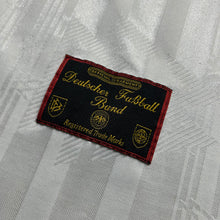 Deutscher Fußball
Bund
Registered Trade Marks